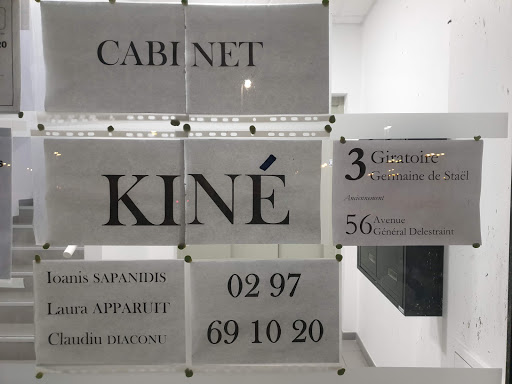 CABINET
KINÉ
3 Giratoire
Germaine de Staël
Anciennement
56 Avenue
Général Delestraint
Ioanis SAPANIDIS
Laura APPARUIT
Claudiu DIACONU
02 97
69 10 20
20